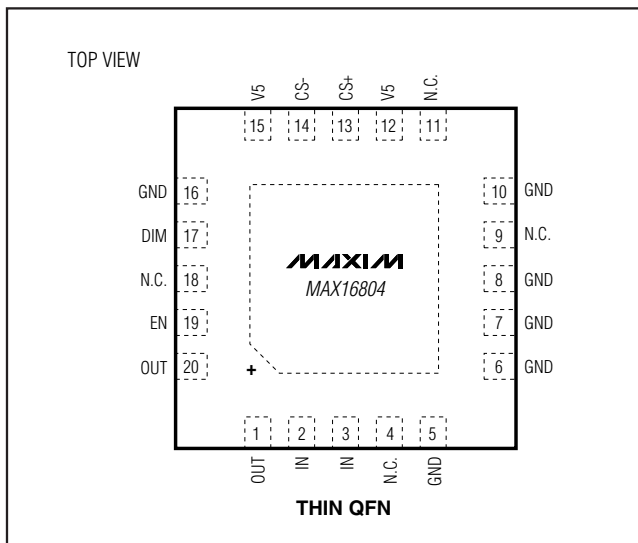 TOP VIEW
V5 CS- CS+ V5 N.C.
15 14 13 12 11
GND 16 10 GND
DIM 17 9 N.C.
MAXIM
N.C. 18 MAX16804 8 GND
EN 19 7 GND
OUT 20 + 6 GND
1 2 3 4 5
OUT IN IN N.C. GND
THIN QFN